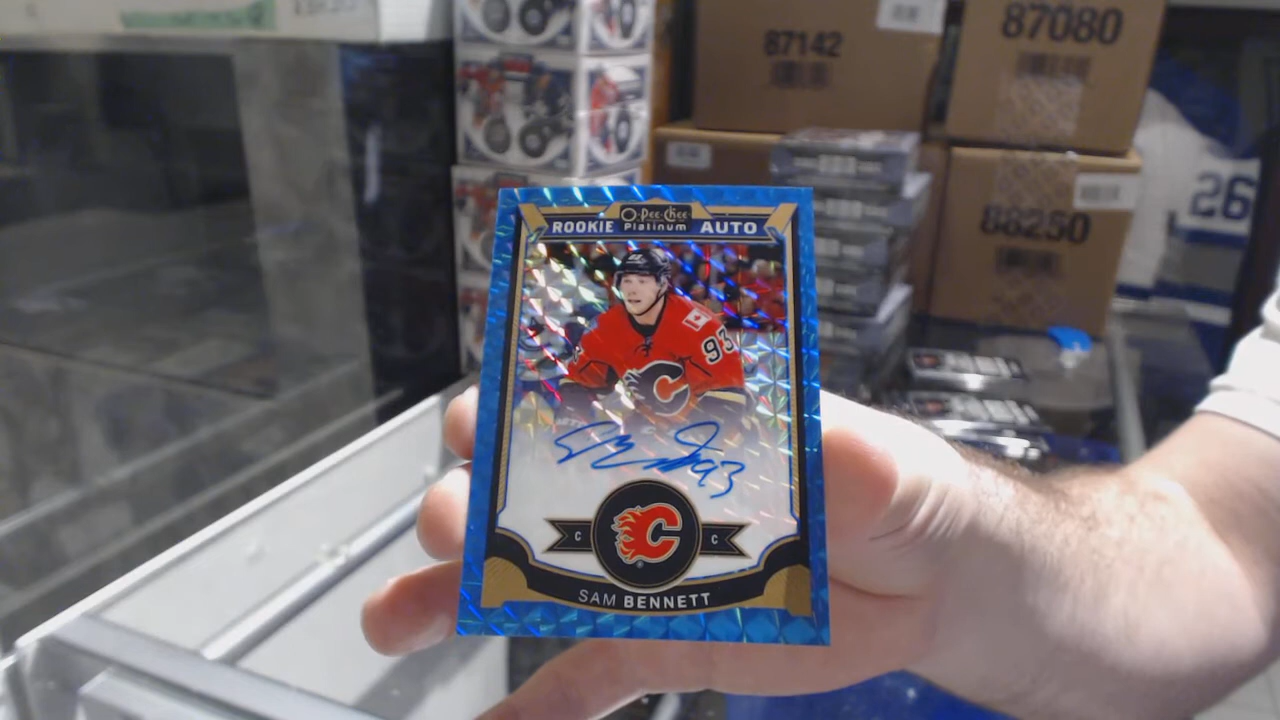 87142
87080
88250
26
O-Pee-Chee
Platinum
ROOKIE AUTO
93
C
C C
SAM BENNETT